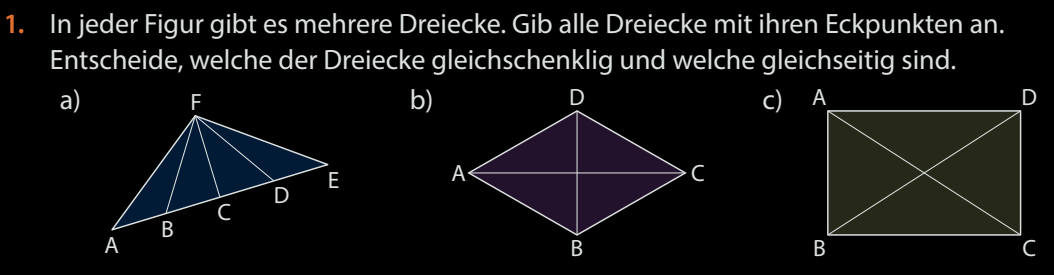 1. In jeder Figur gibt es mehrere Dreiecke. Gib alle Dreiecke mit ihren Eckpunkten an.
Entscheide, welche der Dreiecke gleichschenklig und welche gleichseitig sind.
a)
F
A
B
C
D
E
b)
D
A
C
B
c)
A
D
B
C